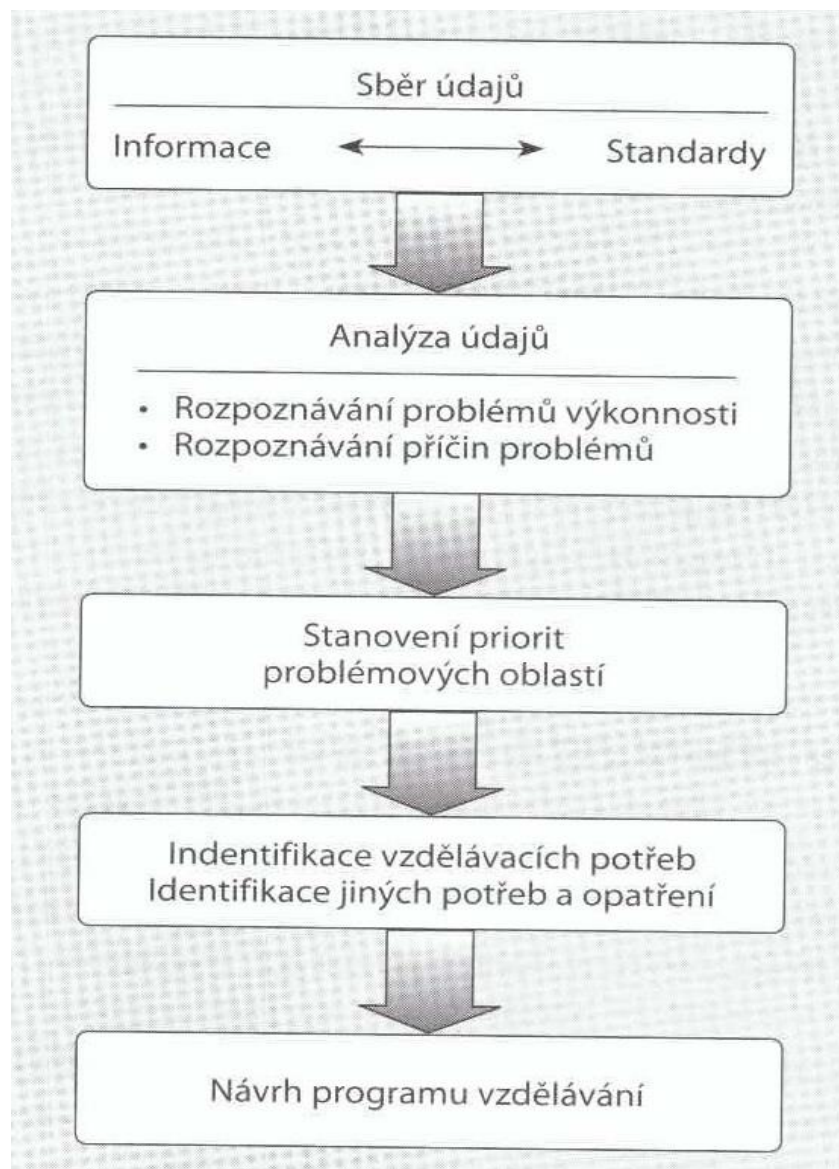 Sběr údajů
Informace Standardy
Analýza údajů
• Rozpoznávání problémů výkonnosti
• Rozpoznávání příčin problémů
Stanovení priorit
problémových oblastí
Indentifikace vzdělávacích potřeb
Identifikace jiných potřeb a opatření
Návrh programu vzdělávání